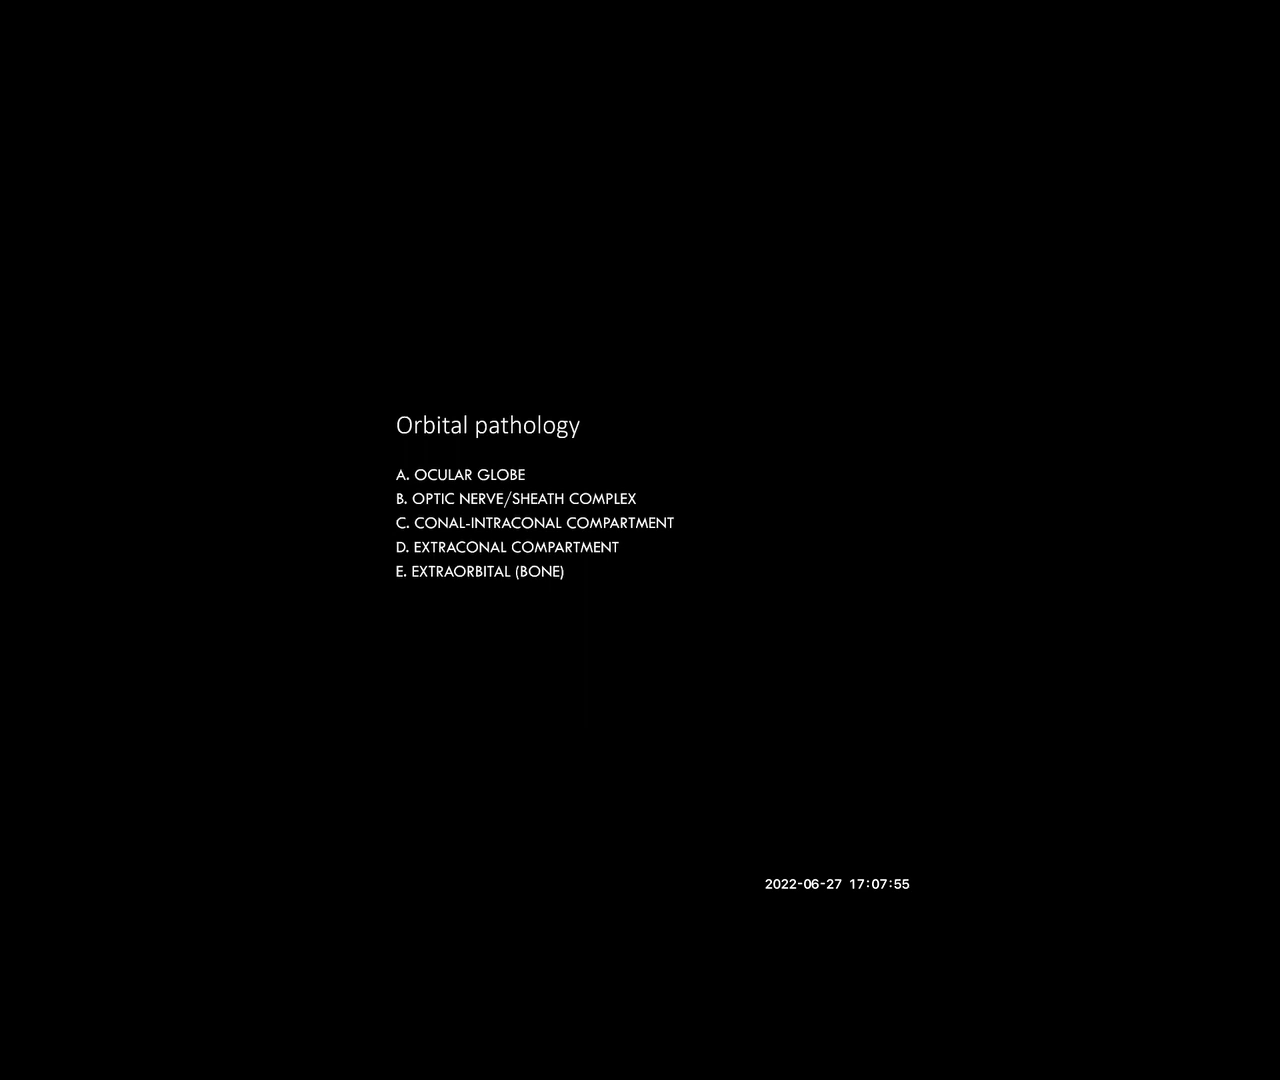 Orbital pathology
A. OCULAR GLOBE
B. OPTIC NERVE/SHEATH COMPLEX
C. CONAL-INTRACONAL COMPARTMENT
D. EXTRACONAL COMPARTMENT
E. EXTRAORBITAL (BONE)
2022-06-27 17:07:55